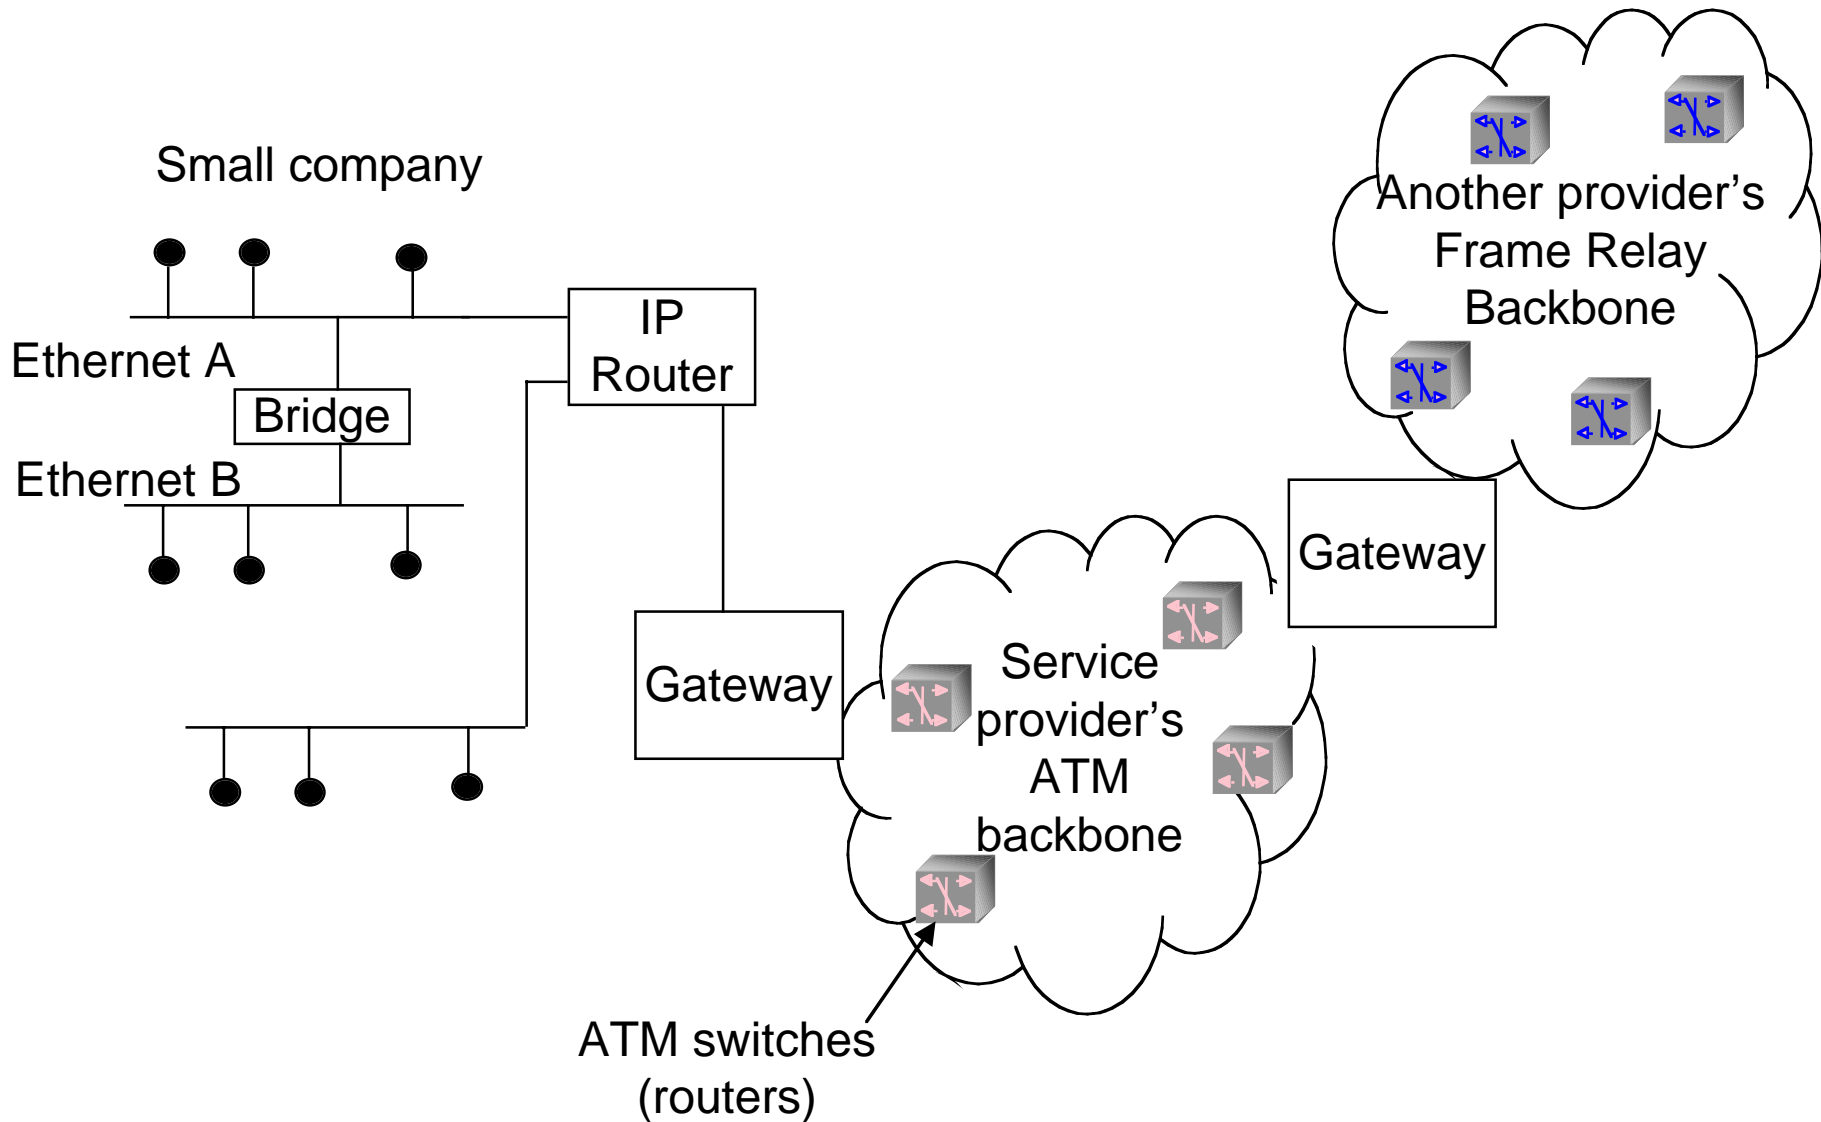 Small company
Another provider’s
Frame Relay
Backbone
IP
Router
Ethernet A
Bridge
Ethernet B
Gateway
Gateway
Service
provider’s
ATM
backbone
ATM switches
(routers)